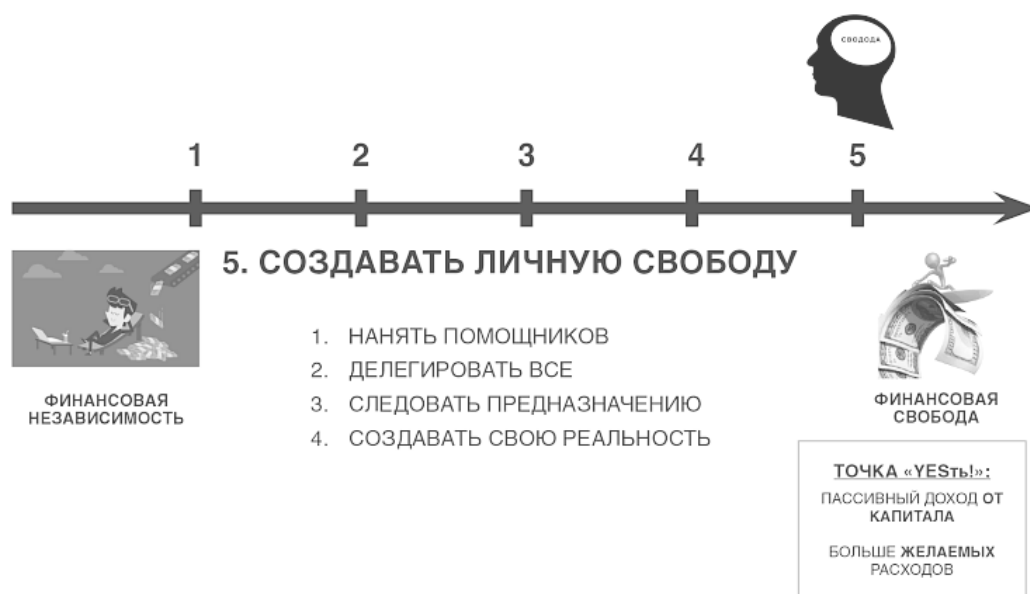 СВОДОДА
1 2 3 4 5
5. СОЗДАВАТЬ ЛИЧНУЮ СВОБОДУ
1. НАНЯТЬ ПОМОЩНИКОВ
2. ДЕЛЕГИРОВАТЬ ВСЕ
3. СЛЕДОВАТЬ ПРЕДНАЗНАЧЕНИЮ
4. СОЗДАВАТЬ СВОЮ РЕАЛЬНОСТЬ
ФИНАНСОВАЯ
НЕЗАВИСИМОСТЬ
ФИНАНСОВАЯ
СВОБОДА
ТОЧКА «YESть!»:
ПАССИВНЫЙ ДОХОД ОТ
КАПИТАЛА
БОЛЬШЕ ЖЕЛАЕМЫХ
РАСХОДОВ